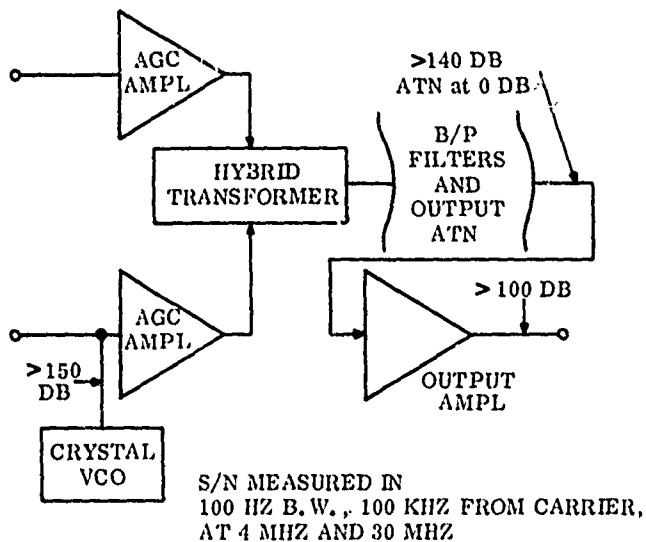 AGC
AMPL
>140 DB
ATN at 0 DB
HYBRID
TRANSFORMER
B/P
FILTERS
AND
OUTPUT
ATN
AGC
AMPL
>150
DB
CRYSTAL
VCO
> 100 DB
OUTPUT
AMPL
S/N MEASURED IN
100 HZ B.W., 100 KHZ FROM CARRIER,
AT 4 MHZ AND 30 MHZ